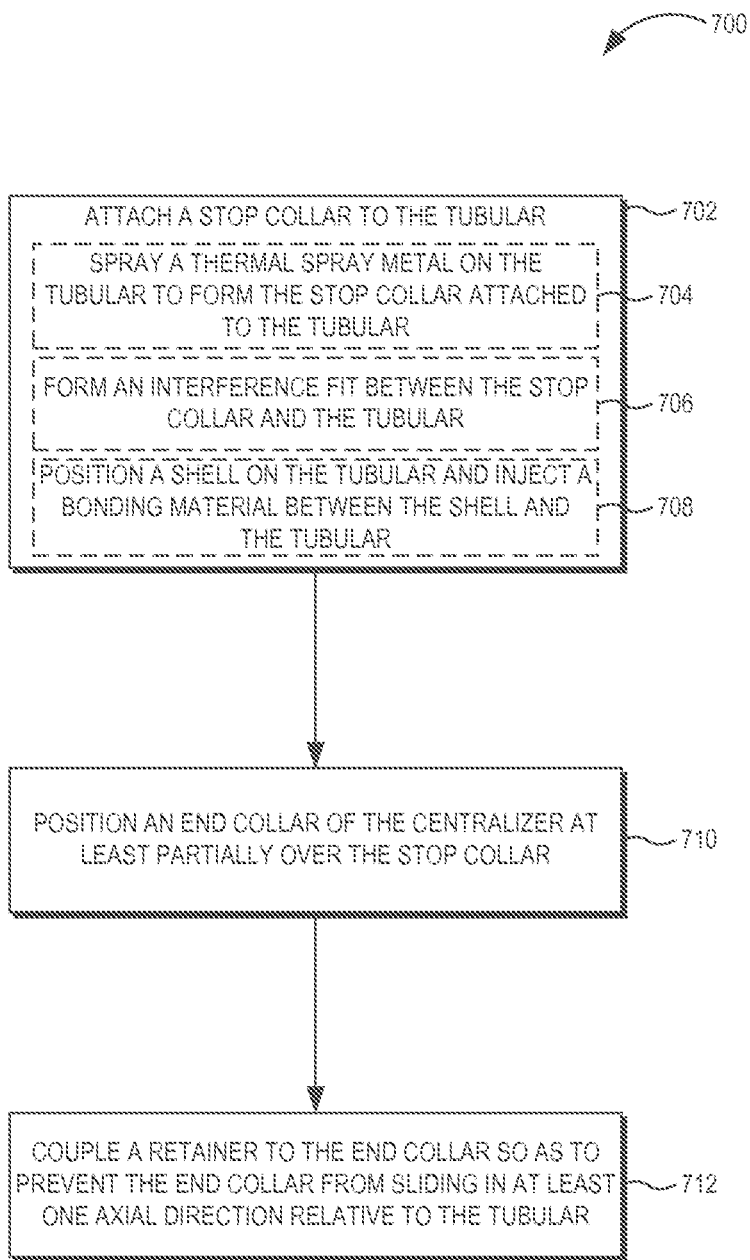 700
ATTACH A STOP COLLAR TO THE TUBULAR
702
SPRAY A THERMAL SPRAY METAL ON THE
TUBULAR TO FORM THE STOP COLLAR ATTACHED
TO THE TUBULAR
704
FORM AN INTERFERENCE FIT BETWEEN THE STOP
COLLAR AND THE TUBULAR
706
POSITION A SHELL ON THE TUBULAR AND INJECT A
BONDING MATERIAL BETWEEN THE SHELL AND
THE TUBULAR
708
POSITION AN END COLLAR OF THE CENTRALIZER AT
LEAST PARTIALLY OVER THE STOP COLLAR
710
COUPLE A RETAINER TO THE END COLLAR SO AS TO
PREVENT THE END COLLAR FROM SLIDING IN AT LEAST
ONE AXIAL DIRECTION RELATIVE TO THE TUBULAR
712